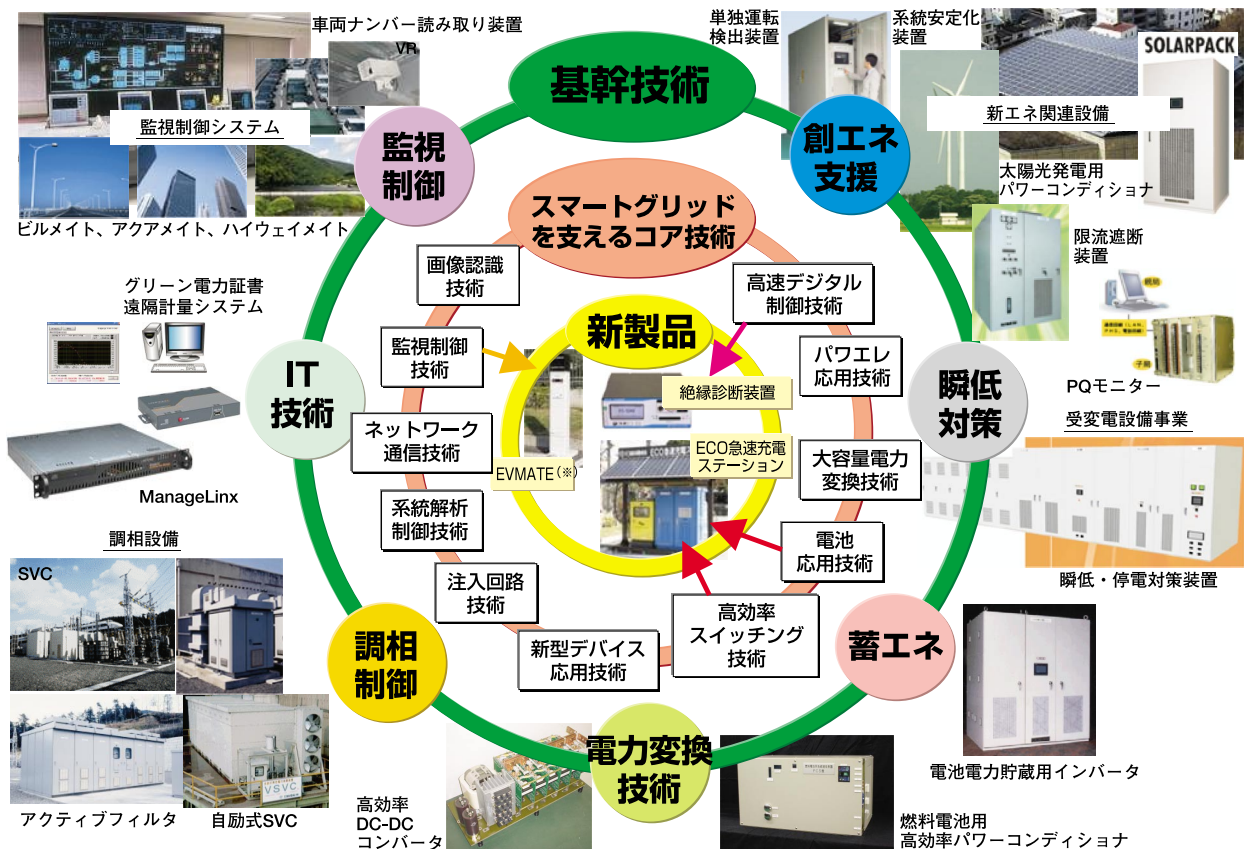 車両ナンバー読み取り装置
VR
監視制御システム
ビルメイト、アクアメイト、ハイウェイメイト
監視
制御
基幹技術
単独運転
検出装置
系統安定化
装置
SOLARPACK
新エネ関連設備
創エネ
支援
太陽光発電用
パワーコンディショナ
限流遮断
装置
スマートグリッド
を支えるコア技術
画像認識
技術
高速デジタル
制御技術
グリーン電力証書
遠隔計量システム
ManageLinx
IT
技術
監視制御
技術
新製品
絶縁診断装置
パワエレ
応用技術
瞬低
対策
子局
PQモニター
受変電設備事業
瞬低・停電対策装置
ネットワーク
通信技術
EVMATE(※)
ECO急速充電
ECO急速充電
ステーション
大容量電力
変換技術
系統解析
制御技術
電池
応用技術
注入回路
技術
新型デバイス
応用技術
高効率
スイッチング
技術
調相設備
SVC
調相
制御
VSVC
アクティブフィルタ
自励式SVC
蓄エネ
電池電力貯蔵用インバータ
電力変換
技術
高効率
DC-DC
コンバータ
燃料電池用
高効率パワーコンディショナ